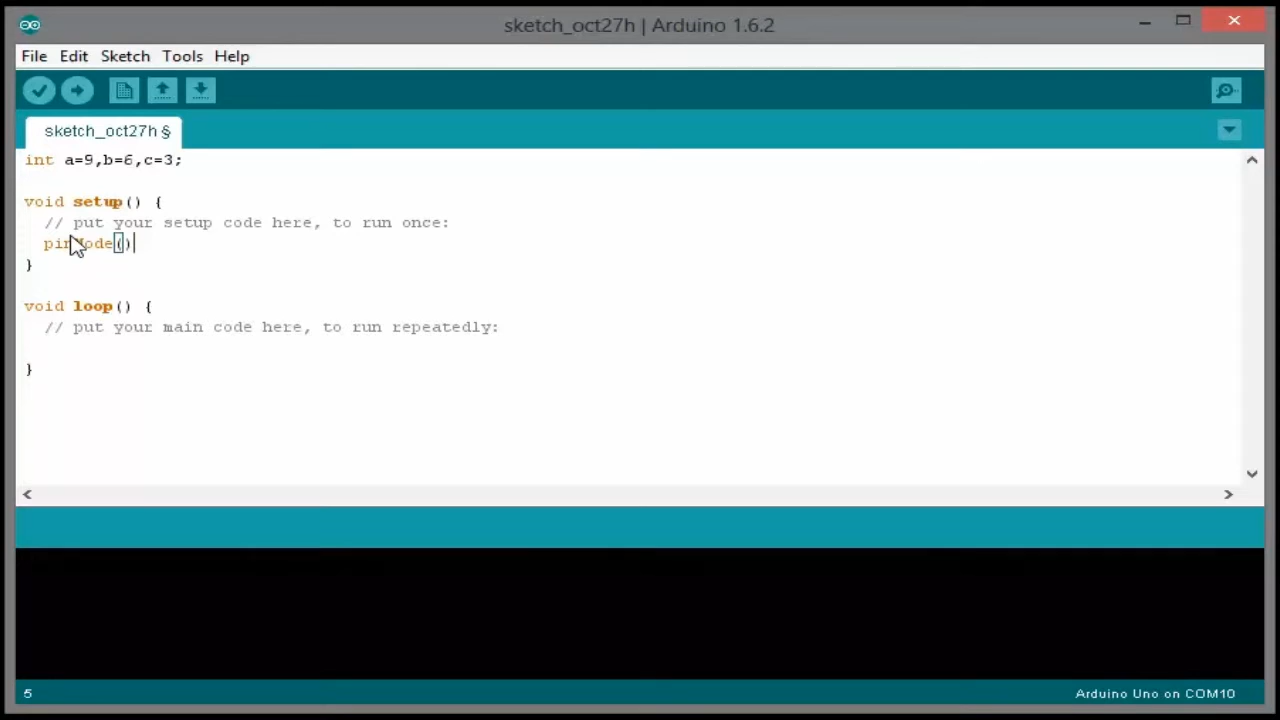 sketch_oct27h | Arduino 1.6.2
File Edit Sketch Tools Help
sketch_oct27h §
int a=9,b=6,c=3;
void setup() {
// put your setup code here, to run once:
pinMode()
}
void loop() {
// put your main code here, to run repeatedly:
}
5
Arduino Uno on COM10